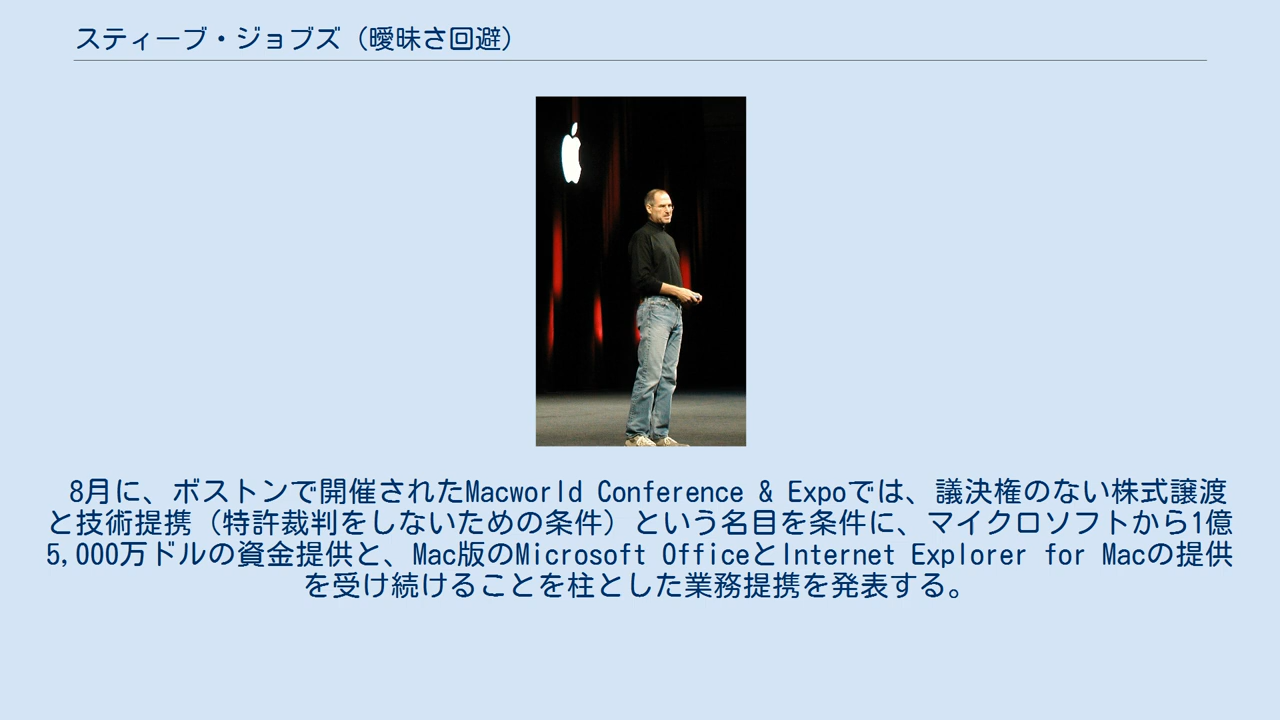 スティーブ・ジョブズ（曖昧さ回避）
8月に、ボストンで開催されたMacworld Conference & Expoでは、議決権のない株式譲渡
と技術提携（特許裁判をしないための条件）という名目を条件に、マイクロソフトから1億
5,000万ドルの資金提供と、Mac版のMicrosoft OfficeとInternet Explorer for Macの提供
を受け続けることを柱とした業務提携を発表する。